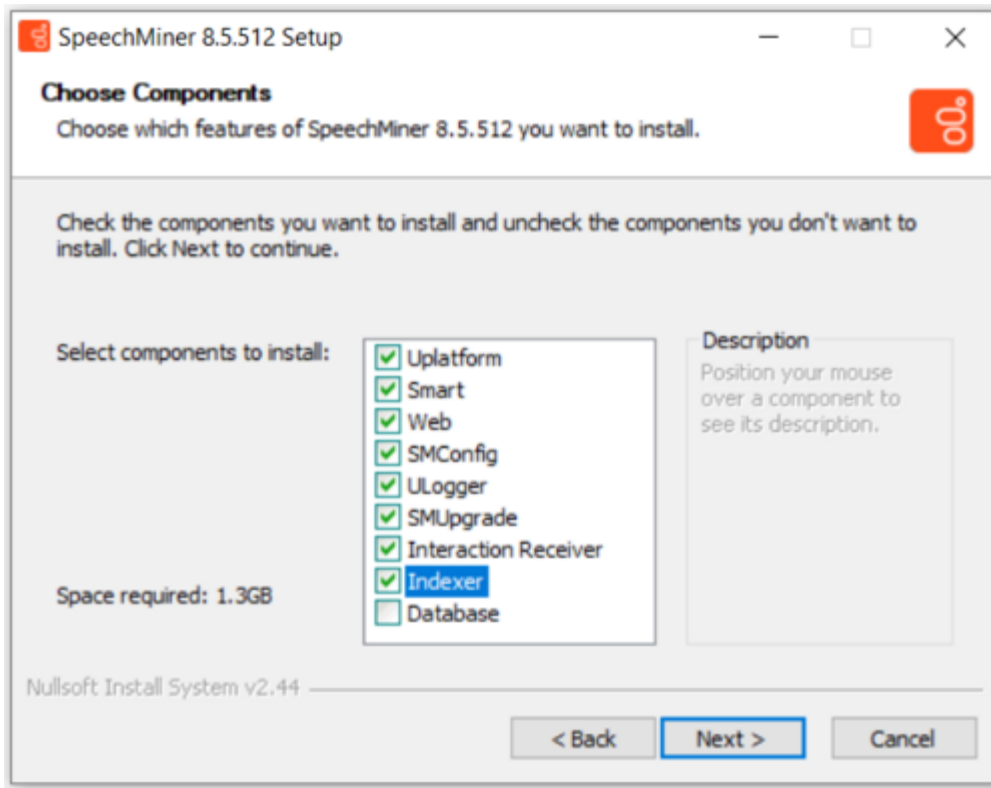 SpeechMiner 8.5.512 Setup
Choose Components
Choose which features of SpeechMiner 8.5.512 you want to install.
Check the components you want to install and uncheck the components you don't want to
install. Click Next to continue.
Select components to install:
Uplatform
Smart
Web
SMConfig
ULogger
SMUpgrade
Interaction Receiver
Indexer
Database
Description
Position your mouse
over a component to
see its description.
Space required: 1.3GB
Nullsoft Install System v2.44
< Back
Next >
Cancel